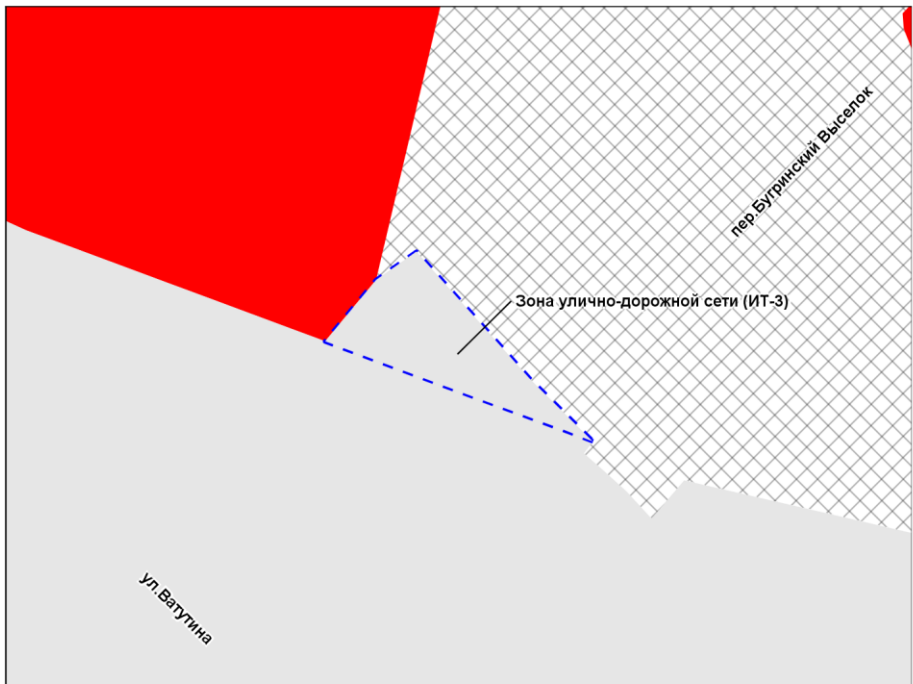 пер.Бугринский Выселок
Зона улично-дорожной сети (ИТ-3)
ул.Ватутина